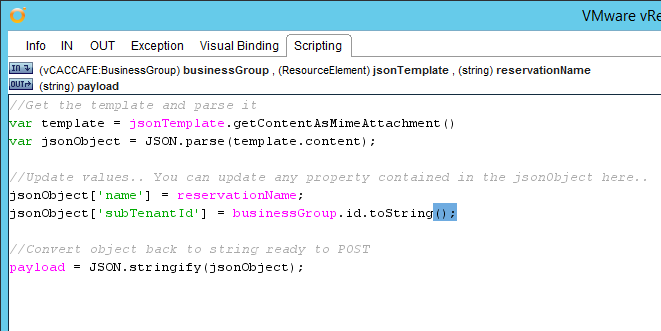 VMware vRe
Info IN OUT Exception Visual Binding Scripting
IN (vCACCAFE:BusinessGroup) businessGroup , (ResourceElement) jsonTemplate , (string) reservationName
OUT (string) payload
//Get the template and parse it
var template = jsonTemplate.getContentAsMimeAttachment()
var jsonObject = JSON.parse(template.content);
//Update values.. You can update any property contained in the jsonObject here..
jsonObject['name'] = reservationName;
jsonObject['subTenantId'] = businessGroup.id.toString();
//Convert object back to string ready to POST
payload = JSON.stringify(jsonObject);